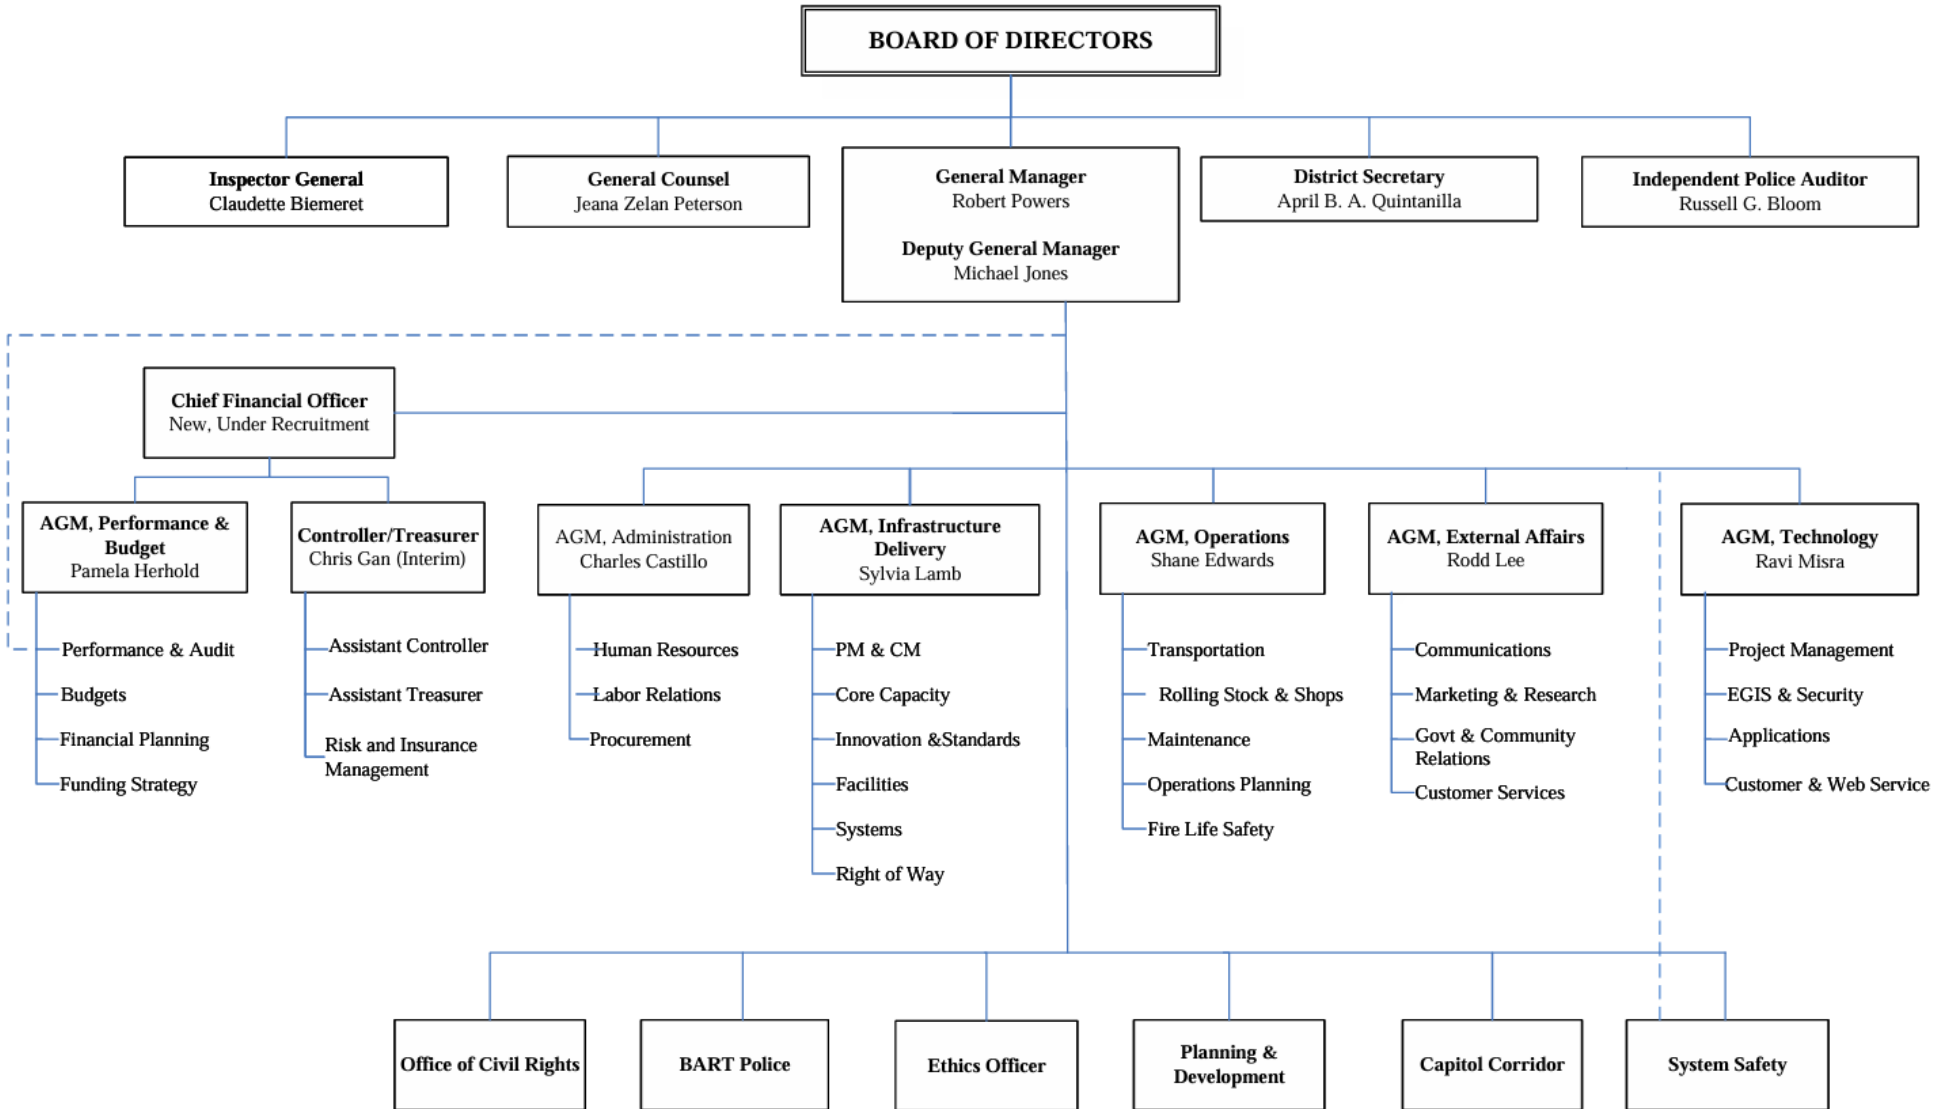 BOARD OF DIRECTORS
Inspector General
Claudette Biemeret
General Counsel
Jeana Zelan Peterson
General Manager
Robert Powers
Deputy General Manager
Michael Jones
District Secretary
April B. A. Quintanilla
Independent Police Auditor
Russell G. Bloom
Chief Financial Officer
New, Under Recruitment
AGM, Performance &
Budget
Pamela Herhold
Performance & Audit
Budgets
Financial Planning
Funding Strategy
Controller/Treasurer
Chris Gan (Interim)
Assistant Controller
Assistant Treasurer
Risk and Insurance
Management
AGM, Administration
Charles Castillo
Human Resources
Labor Relations
Procurement
AGM, Infrastructure
Delivery
Sylvia Lamb
PM & CM
Core Capacity
Innovation &Standards
Facilities
Systems
Right of Way
AGM, Operations
Shane Edwards
Transportation
Rolling Stock & Shops
Maintenance
Operations Planning
Fire Life Safety
AGM, External Affairs
Rodd Lee
Communications
Marketing & Research
Govt & Community
Relations
Customer Services
AGM, Technology
Ravi Misra
Project Management
EGIS & Security
Applications
Customer & Web Service
Office of Civil Rights
BART Police
Ethics Officer
Planning &
Development
Capitol Corridor
System Safety